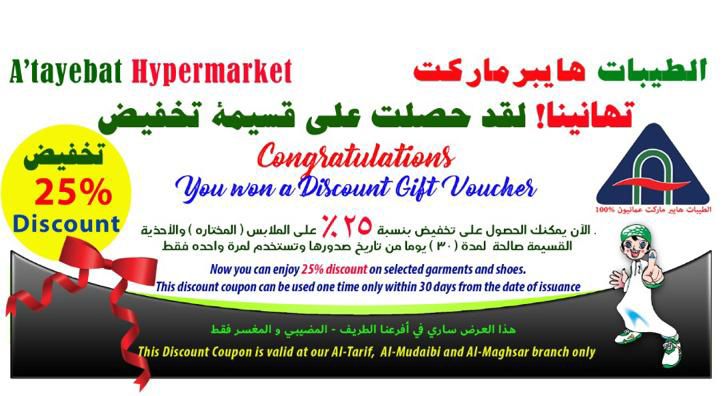 A'tayebat Hypermarket
الطيبات هايبر ماركت
تهانينا! لقد حصلت على قسيمة تخفيض
تخفيض
25%
Discount
Congratulations
You won a Discount Gift Voucher
الطيبات هايبر ماركت عمانيون 100%
. الآن يمكنك الحصول على تخفيض بنسبة ٢٥٪ على الملابس ( المختاره ) والأحذية
القسيمة صالحة لمدة (٣٠ ) يوما من تاريخ صدورها وتستخدم لمرة واحده فقط
Now you can enjoy 25% discount on selected garments and shoes.
This discount coupon can be used one time only within 30 days from the date of issuance
هذا العرض ساري في أفرعنا الطريف - المضيبي و المغسر فقط
This Discount Coupon is valid at our Al-Tarif, Al-Mudaibi and Al-Maghsar branch only